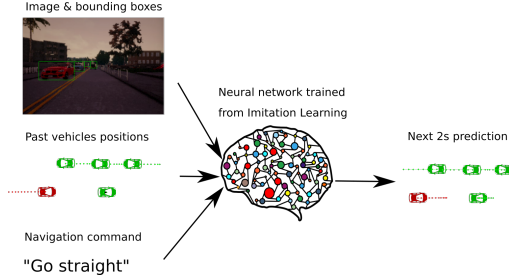 Image & bounding boxes
Neural network trained
from Imitation Learning
Past vehicles positions
Next 2s prediction
Navigation command
"Go straight"